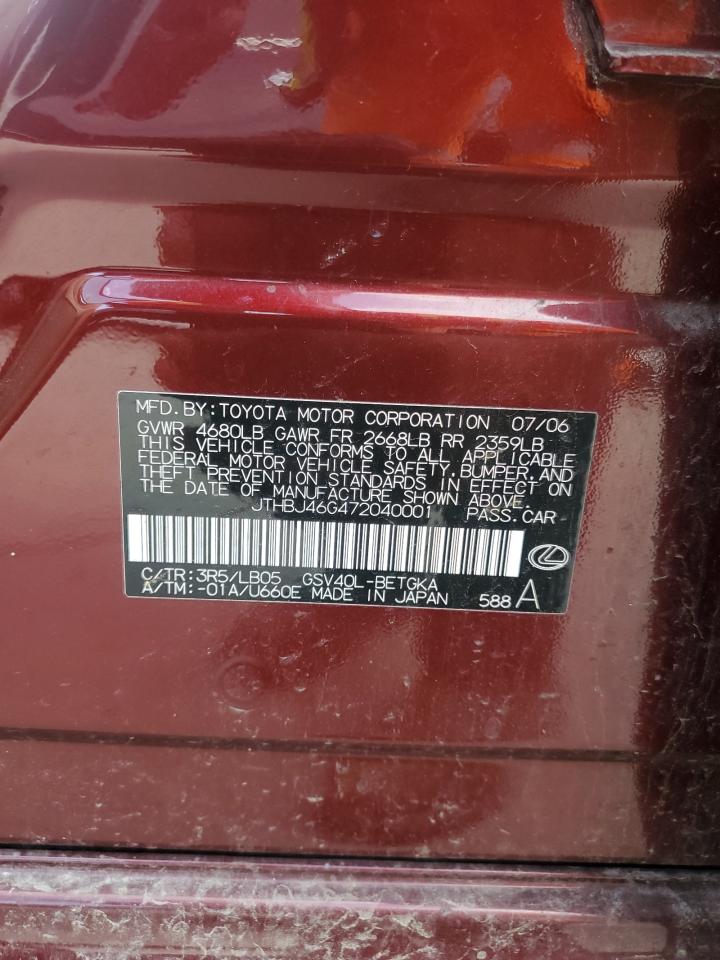 MFD.BY:TOYOTA MOTOR CORPORATION 07/06
GVWR 4680LB GAWR FR 2668LB RR 2359LB
THIS VEHICLE CONFORMS TO ALL APPLICABLE
FEDERAL MOTOR VEHICLE SAFETY,BUMPER,AND
THEFT PREVENTION STANDARDS IN EFFECT ON
THE DATE OF MANUFACTURE SHOWN ABOVE.
JTHBJ46G472040001 PASS.CAR
C/TR:3R5/LB05 GSV40L-BETGKA
A/TM:-01A/U660E MADE IN JAPAN 588 A